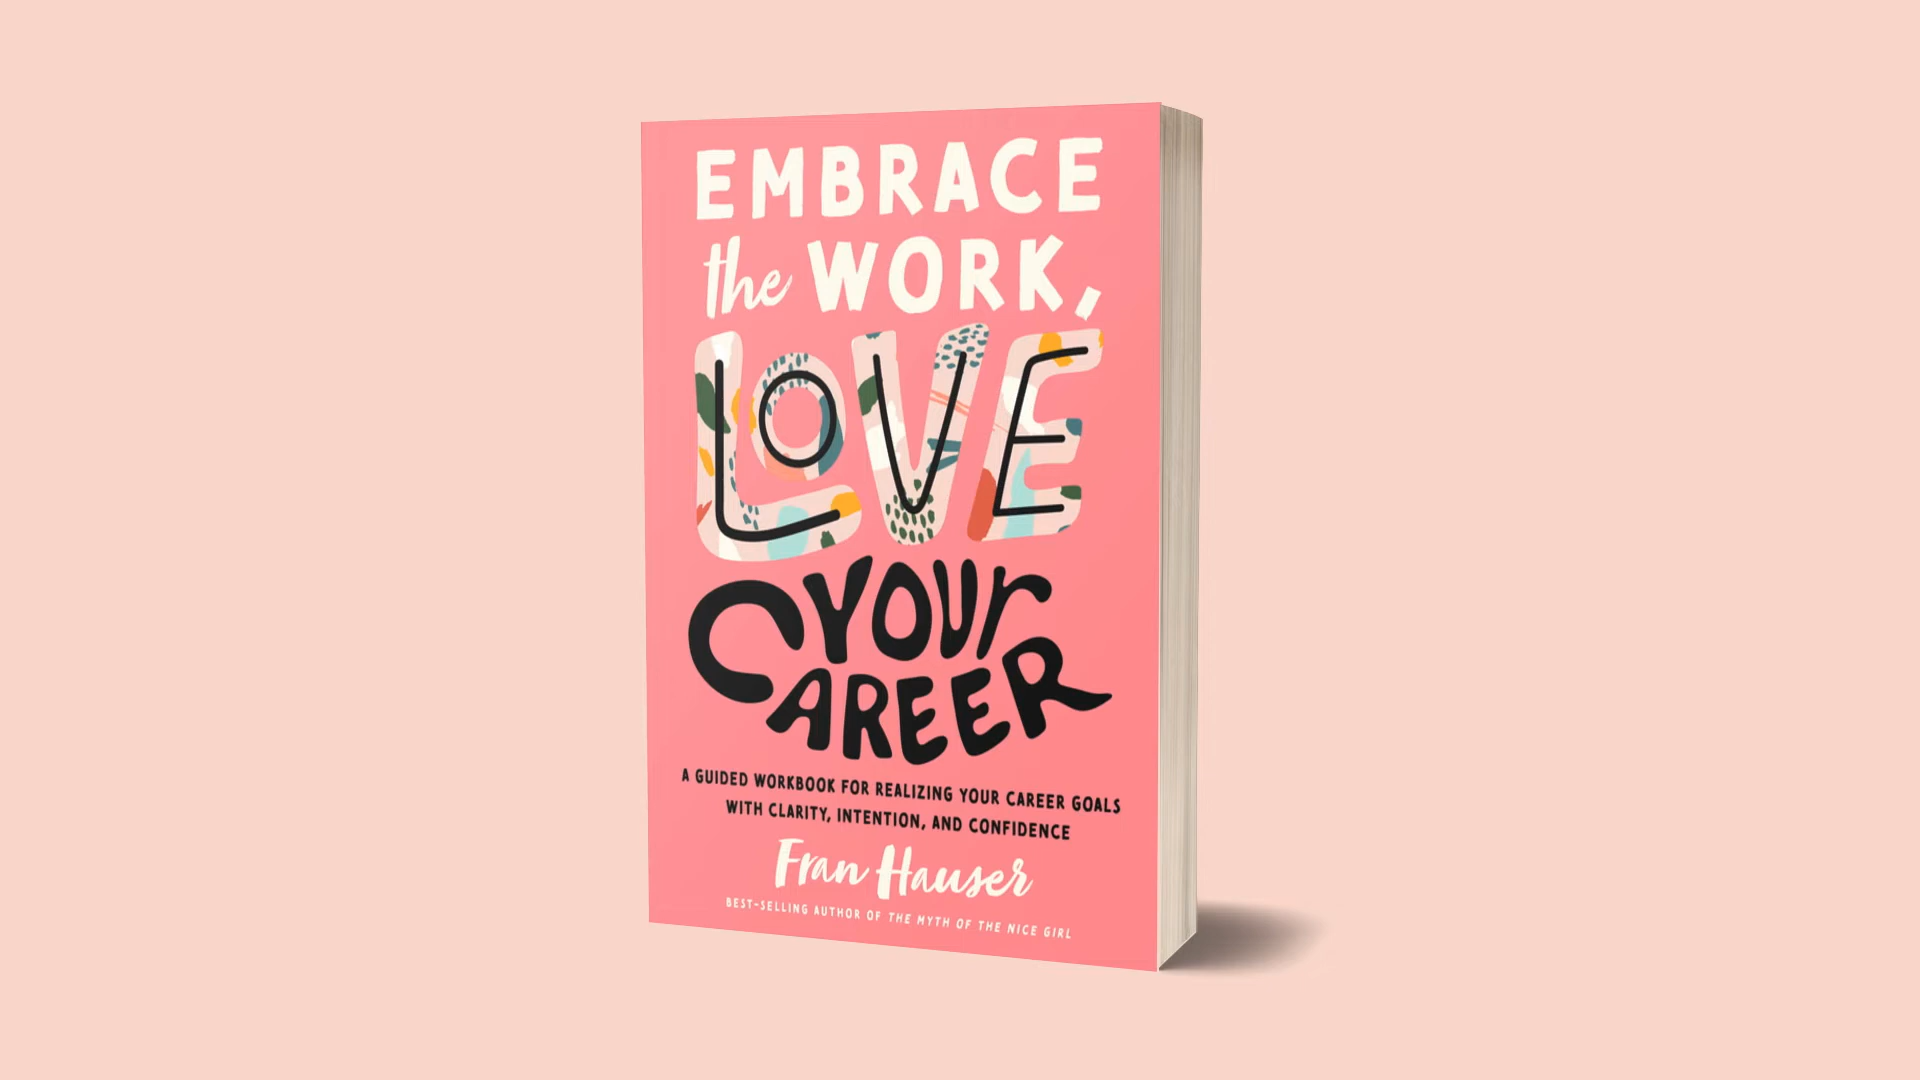 EMBRACE
the WORK,
LOVE
YOUr
CAREER
A GUIDED WORKBOOK FOR REALIZING YOUR CAREER GOALS
WITH CLARITY, INTENTION, AND CONFIDENCE
Fran Hauser
BEST-SELLING AUTHOR OF THE MYTH OF THE NICE GIRL